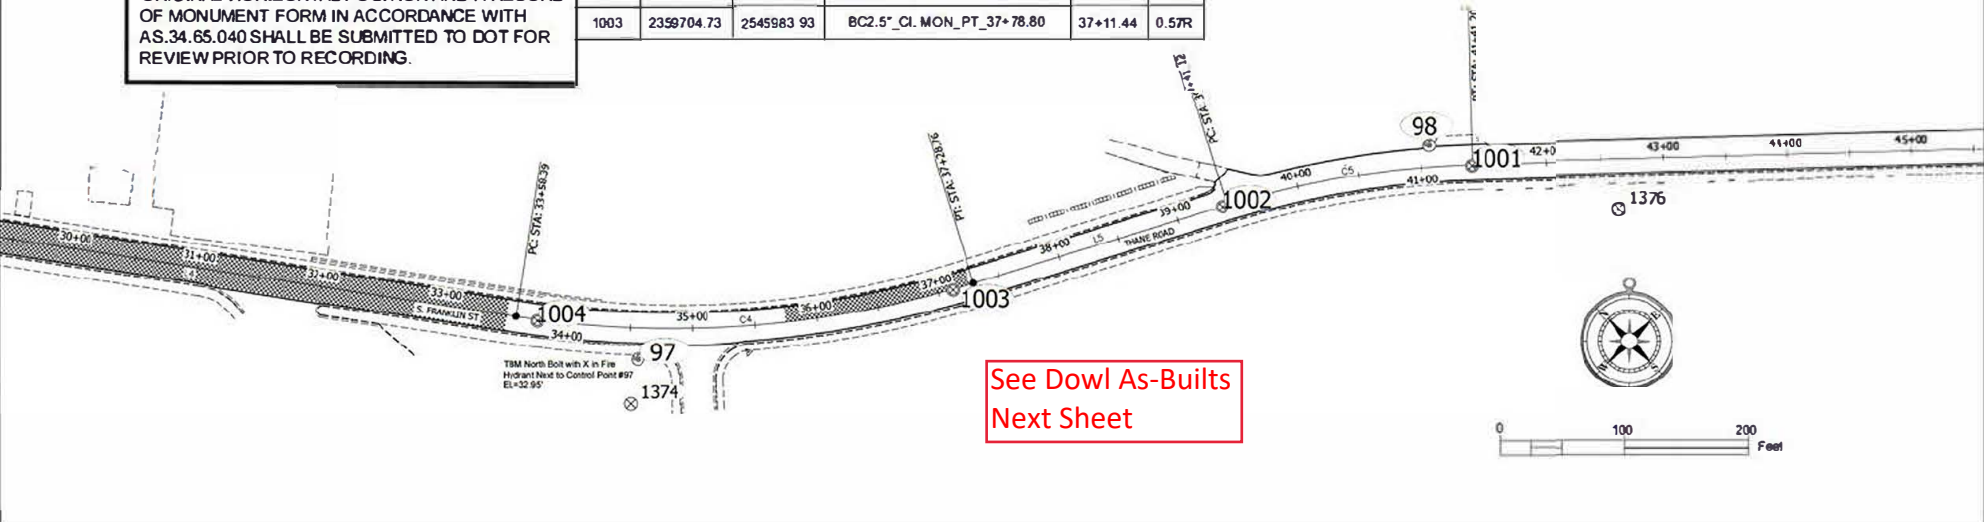 OF MONUMENT FORM IN ACCORDANCE WITH
AS.34.65.040 SHALL BE SUBMITTED TO DOT FOR
REVIEW PRIOR TO RECORDING.
1003 2359704.73 2545983 93 BC2.5"_CL MON_PT_37+78.80 37+11.44 0.57R
PC: STA: 33+58.39
PT: STA: 37+28.76
98
1001
1002
1003
1004
97
1374
1376
30+00
31+00
32+00
33+00
S. FRANKLIN ST
34+00
35+00
C4
36+00
37+00
38+00
L5
THANE ROAD
39+00
40+00
C5
41+00
42+0
43+00
44+00
45+00
TBM North Bolt with X in Fire
Hydrant Next to Control Point #97
EL=32.95'
See Dowl As-Builts
Next Sheet
0 100 200
Feet